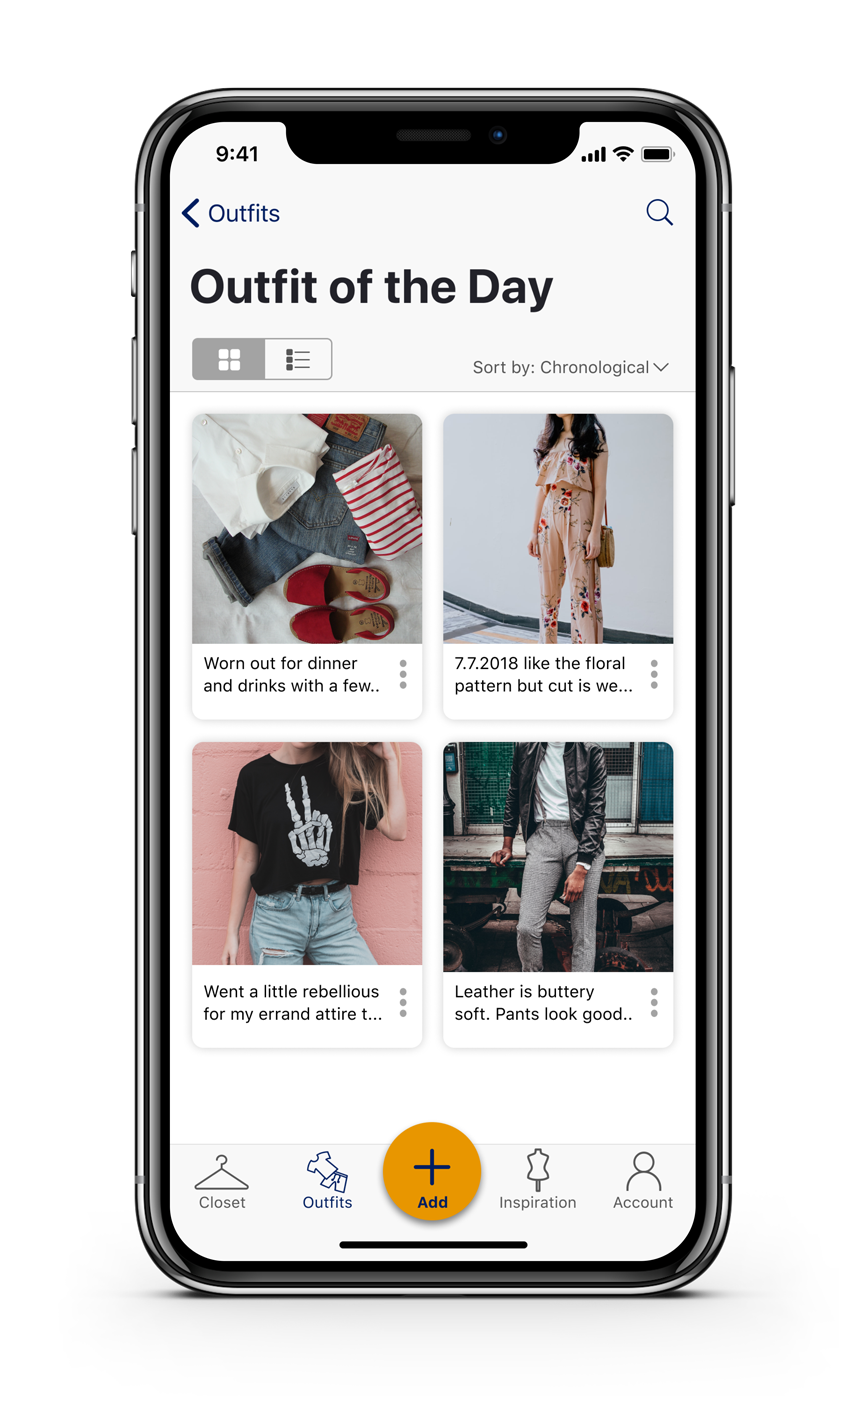 9:41
Outfits
Outfit of the Day
Sort by: Chronological
Worn out for dinner
and drinks with a few..
7.7.2018 like the floral
pattern but cut is we...
Went a little rebellious
for my errand attire t...
Leather is buttery
soft. Pants look good..
Closet
Outfits
Add
Inspiration
Account